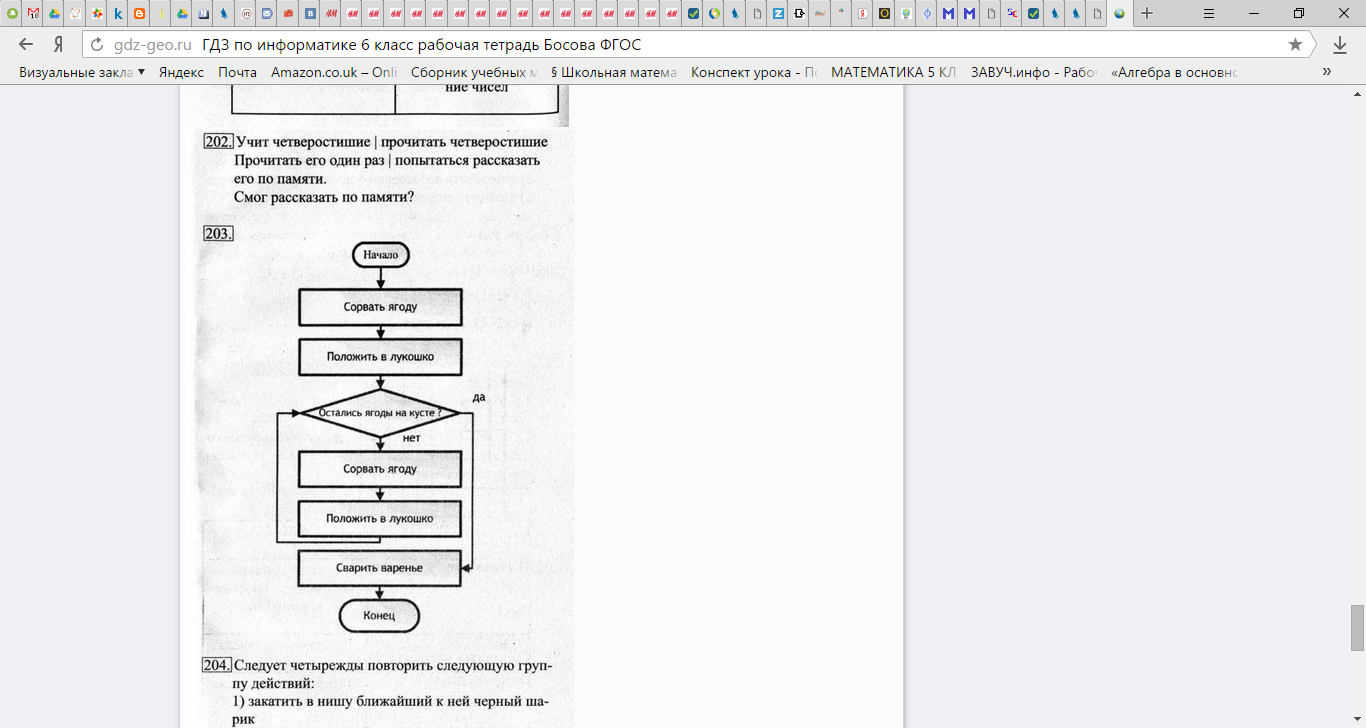 gdz-geo.ru ГДЗ по информатике 6 класс рабочая тетрадь Босова ФГОС
Визуальные закла Яндекс Почта Amazon.co.uk – Onli Сборник учебных м § Школьная матема Конспект урока - По МАТЕМАТИКА 5 КЛ ЗАВУЧ.инфо - Рабоч «Алгебра в основно »
ние чисел
202. Учит четверостишие | прочитать четверостишие
Прочитать его один раз | попытаться рассказать
его по памяти.
Смог рассказать по памяти?
203.
Начало
Сорвать ягоду
Положить в лукошко
да
Остались ягоды на кусте ?
нет
Сорвать ягоду
Положить в лукошко
Сварить варенье
Конец
204. Следует четырежды повторить следующую груп-
пу действий:
1) закатить в нишу ближайший к ней черный ша-
рик